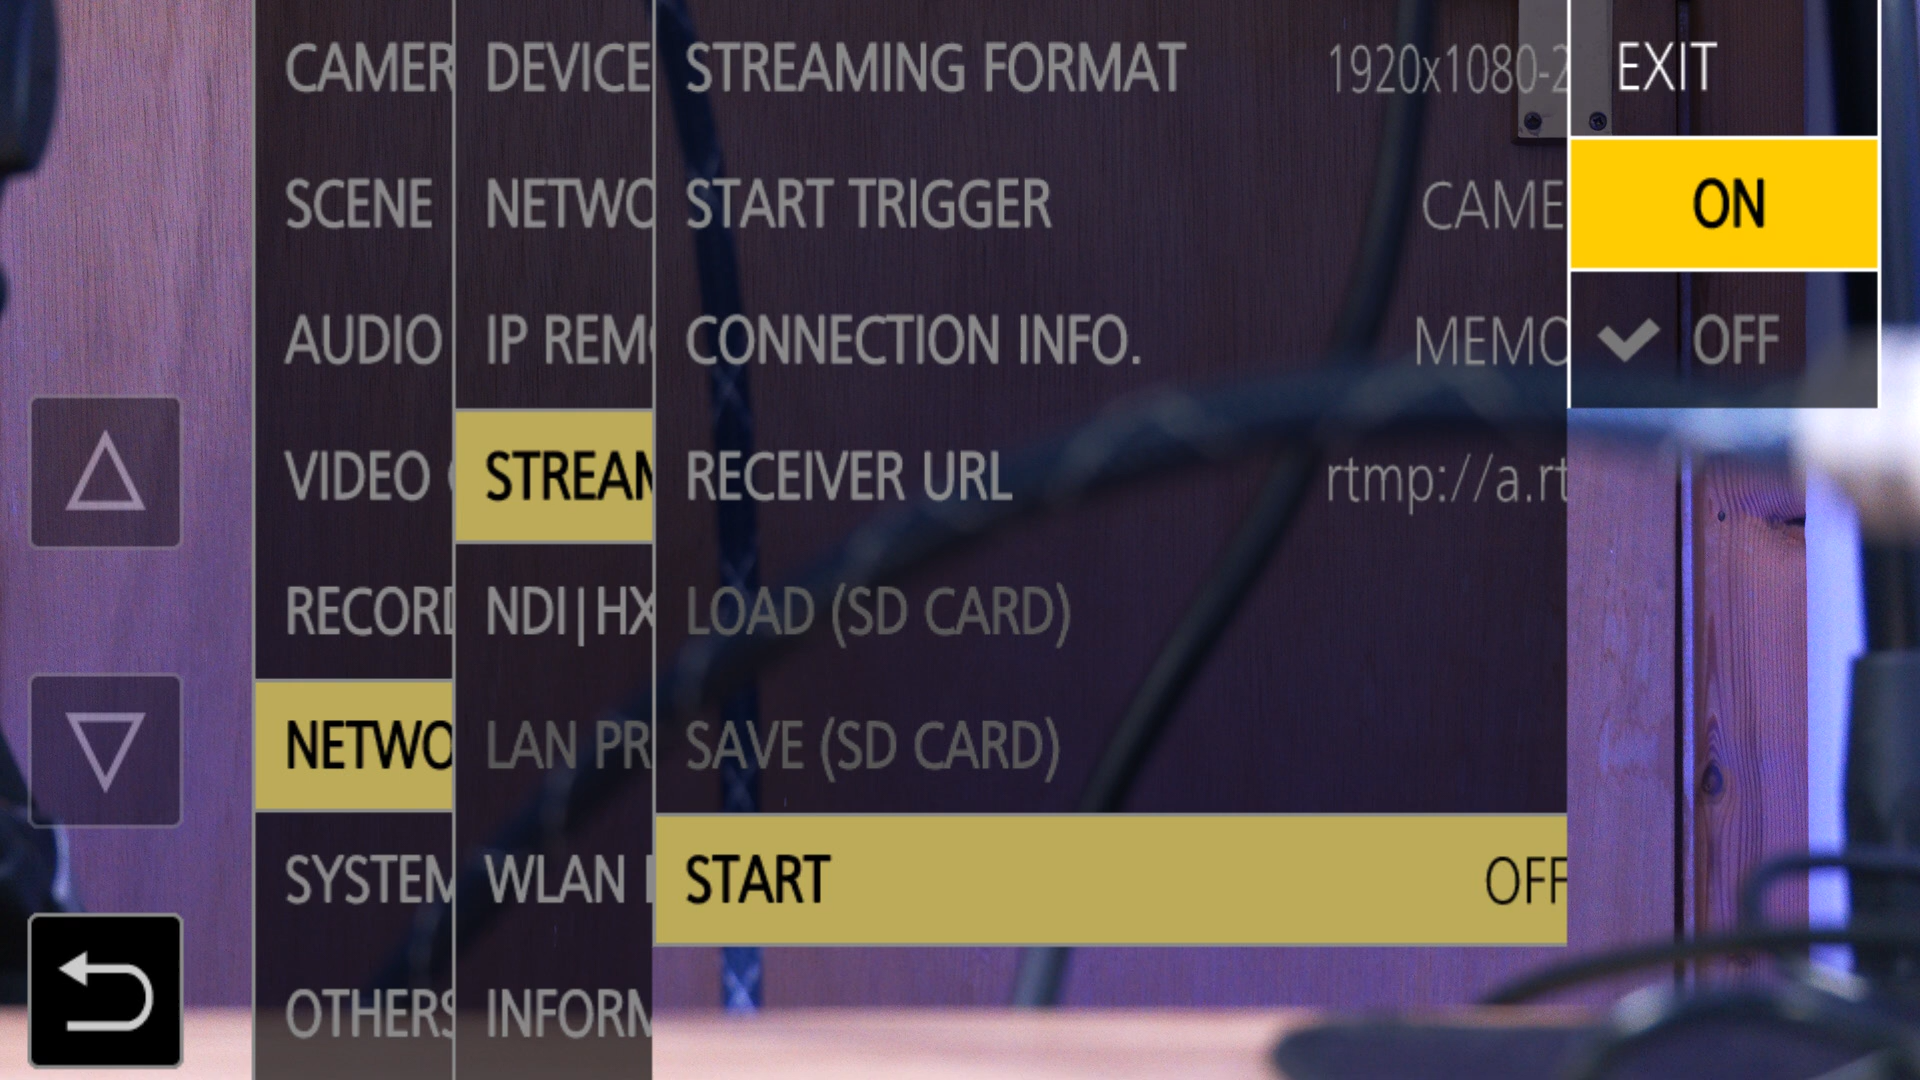 CAMER
SCENE
AUDIO
VIDEO
RECORD
NETWO
SYSTEM
OTHERS
DEVICE
NETWO
IP REM
STREAM
NDI|HX
LAN PR
WLAN
INFORM
STREAMING FORMAT 1920x1080-2
START TRIGGER CAME
CONNECTION INFO. MEMO
RECEIVER URL rtmp://a.rt
LOAD (SD CARD)
SAVE (SD CARD)
START OFF
EXIT
ON
OFF